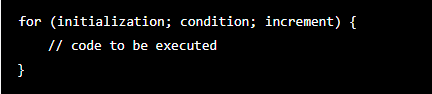 for (initialization; condition; increment) {
    // code to be executed
}